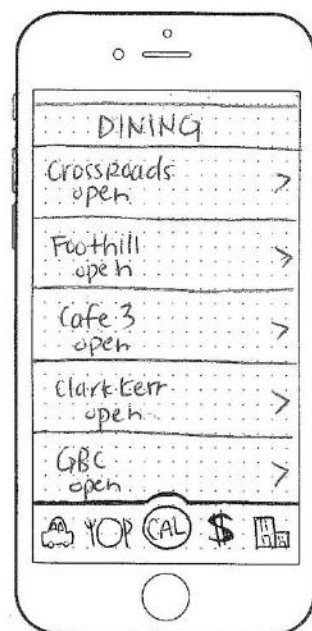 DINING
Crossroads
open
Foothill
open
Cafe 3
open
Clark Kerr
open
GBC
open
CAL $